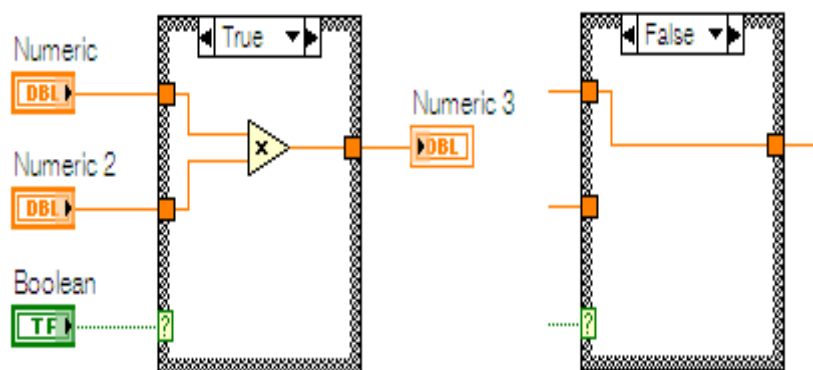 True
False
Numeric
DBL
x
Numeric 3
DBL
Numeric 2
DBL
Boolean
TF
?
?